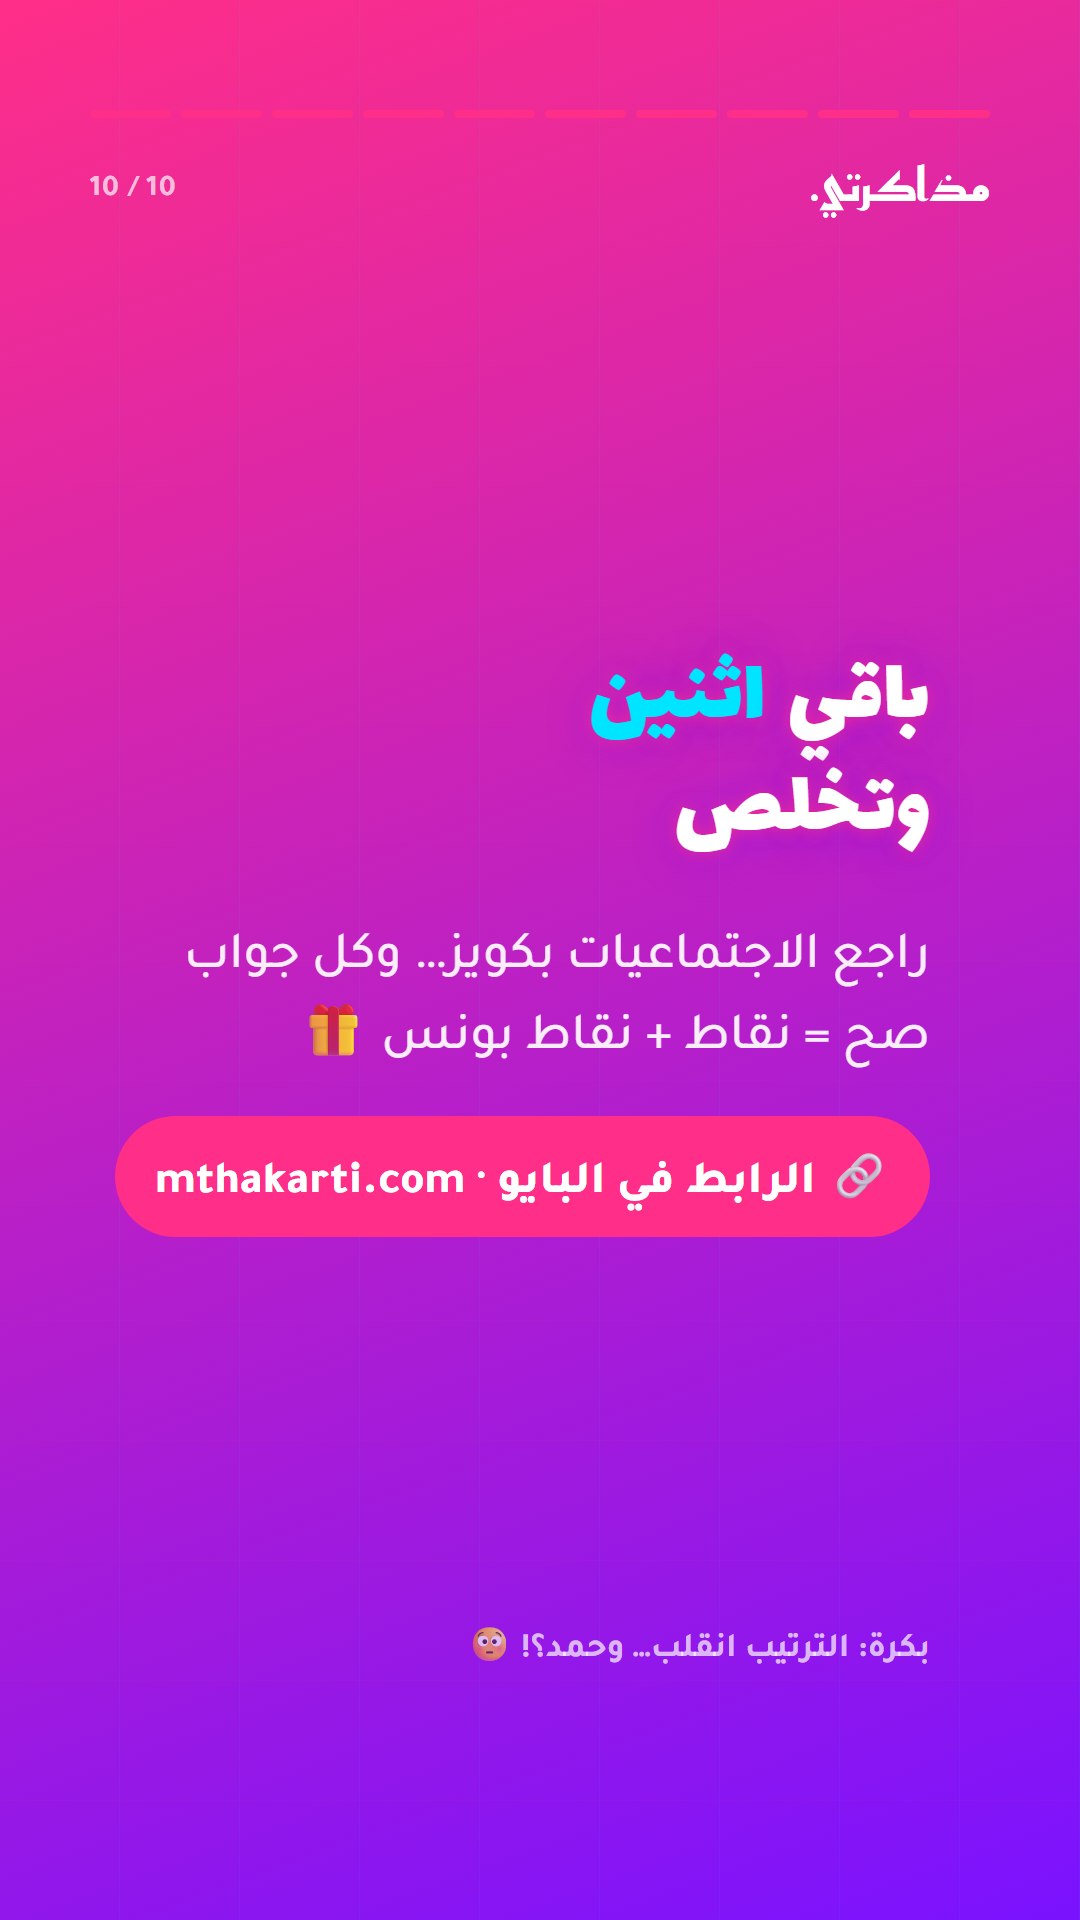 مذاكرتي.
10 / 10
باقي اثنين
وتخلص
راجع الاجتماعيات بكويز... وكل جواب
صح = نقاط + نقاط بونس 🎁
🔗 الرابط في البايو · mthakarti.com
بكرة: الترتيب انقلب... وحمد؟! 😳